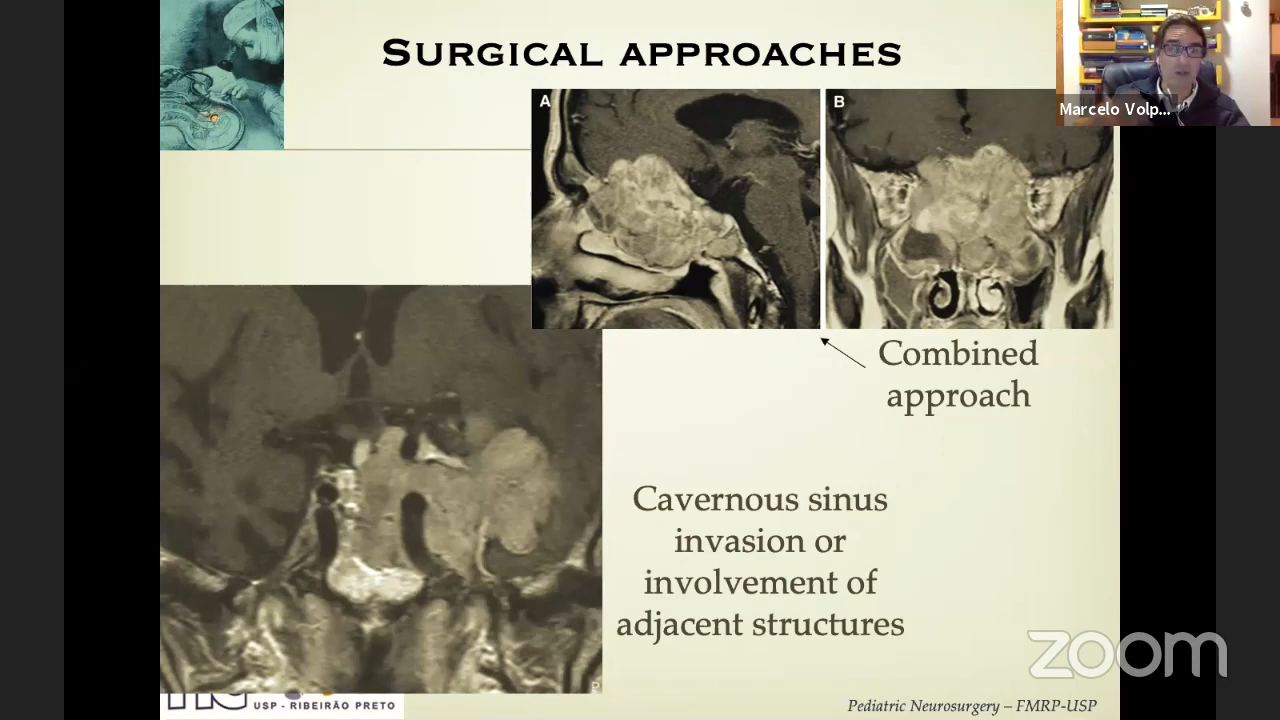 SURGICAL APPROACHES
Marcelo Volp...
A
B
Combined
approach
Cavernous sinus
invasion or
involvement of
adjacent structures
zoom
USP - RIBEIRÃO PRETO
Pediatric Neurosurgery – FMRP-USP